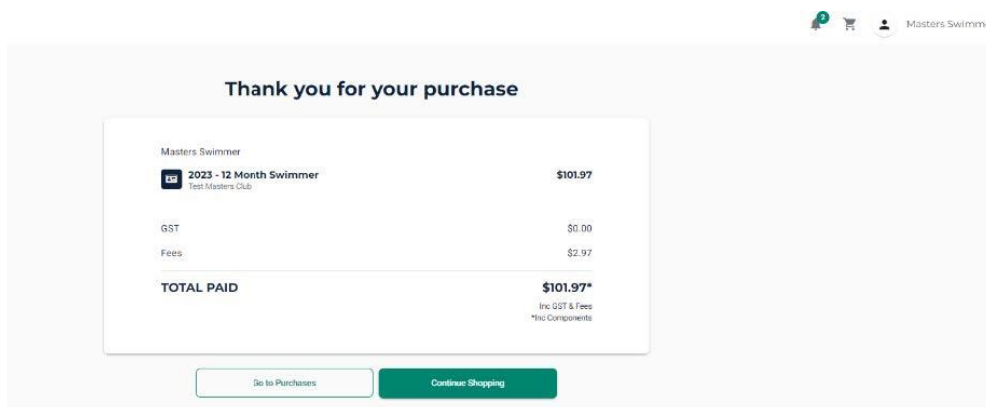 2
Masters Swimme
Thank you for your purchase
Masters Swimmer
2023 - 12 Month Swimmer $101.97
Test Masters Club
GST $0.00
Fees $2.97
TOTAL PAID $101.97*
Inc GST & Fees
*Inc Components
Go to Purchases
Continue Shopping